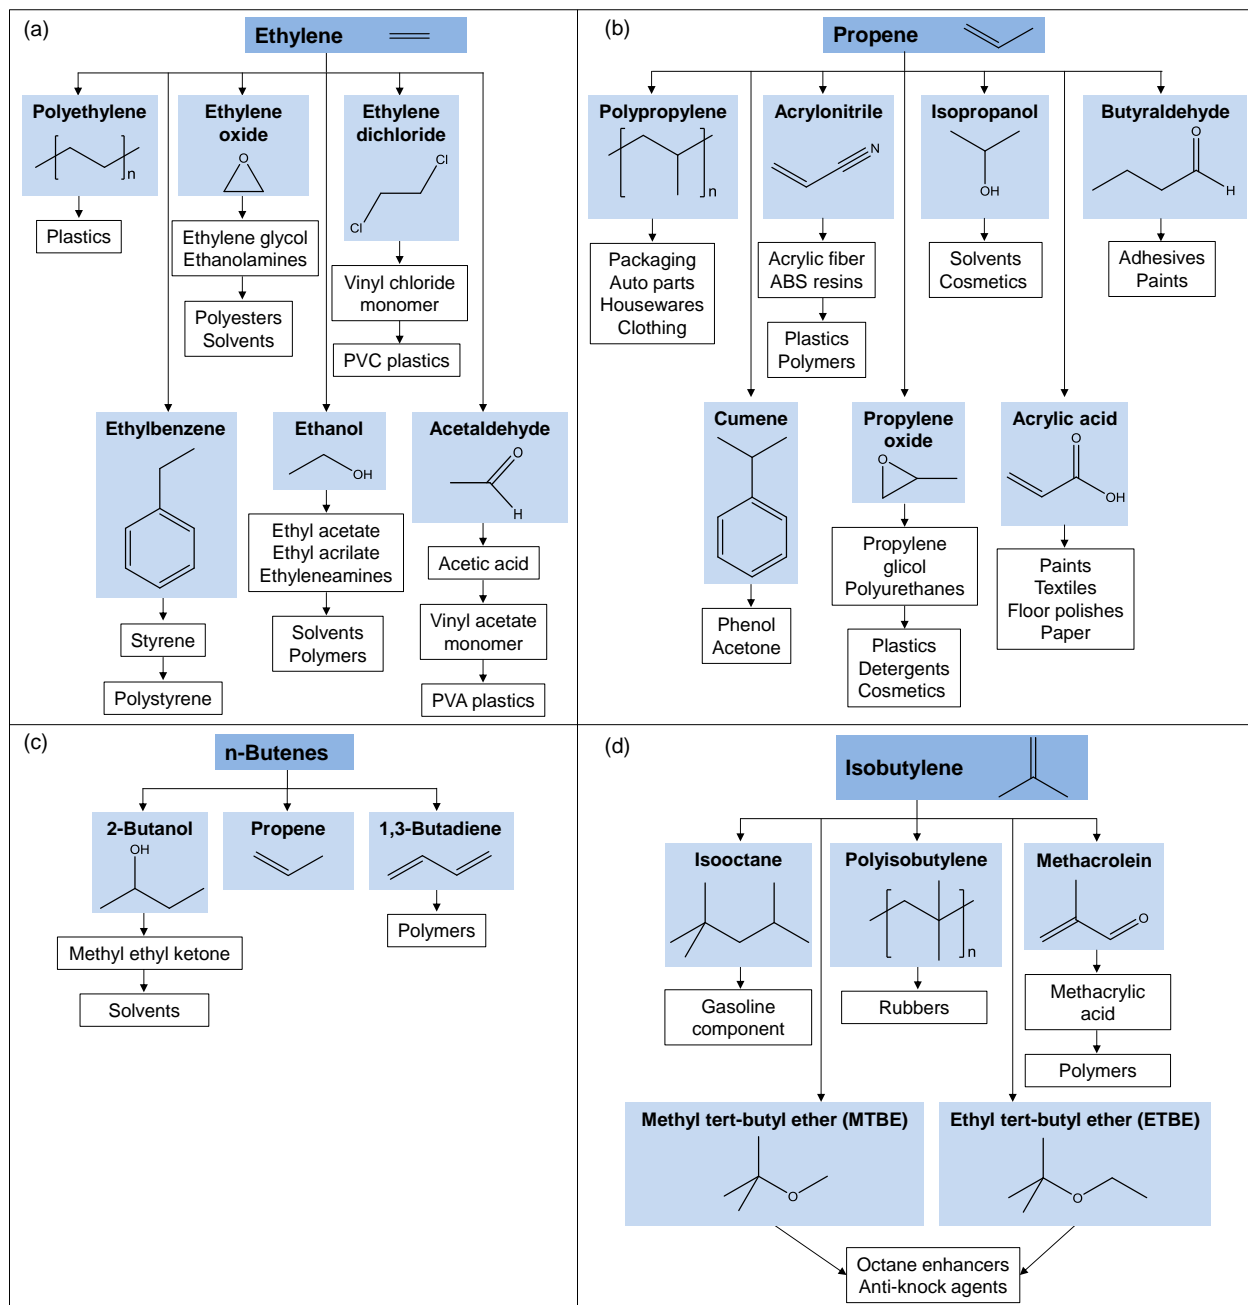 (a)
Ethylene
Polyethylene
n
Plastics
Ethylene
oxide
O
Ethylene glycol
Ethanolamines
Polyesters
Solvents
Ethylene
dichloride
Cl
Cl
Vinyl chloride
monomer
PVC plastics
Ethylbenzene
Styrene
Polystyrene
Ethanol
OH
Ethyl acetate
Ethyl acrilate
Ethyleneamines
Solvents
Polymers
Acetaldehyde
O
H
Acetic acid
Vinyl acetate
monomer
PVA plastics
(b)
Propene
Polypropylene
n
Packaging
Auto parts
Housewares
Clothing
Acrylonitrile
N
Acrylic fiber
ABS resins
Plastics
Polymers
Isopropanol
OH
Solvents
Cosmetics
Butyraldehyde
O
H
Adhesives
Paints
Cumene
Phenol
Acetone
Propylene
oxide
O
Propylene
glicol
Polyurethanes
Plastics
Detergents
Cosmetics
Acrylic acid
O
OH
Paints
Textiles
Floor polishes
Paper
(c)
n-Butenes
2-Butanol
OH
Methyl ethyl ketone
Solvents
Propene
1,3-Butadiene
Polymers
(d)
Isobutylene
Isooctane
Gasoline
component
Polyisobutylene
n
Rubbers
Methacrolein
O
Methacrylic
acid
Polymers
Methyl tert-butyl ether (MTBE)
O
Ethyl tert-butyl ether (ETBE)
O
Octane enhancers
Anti-knock agents